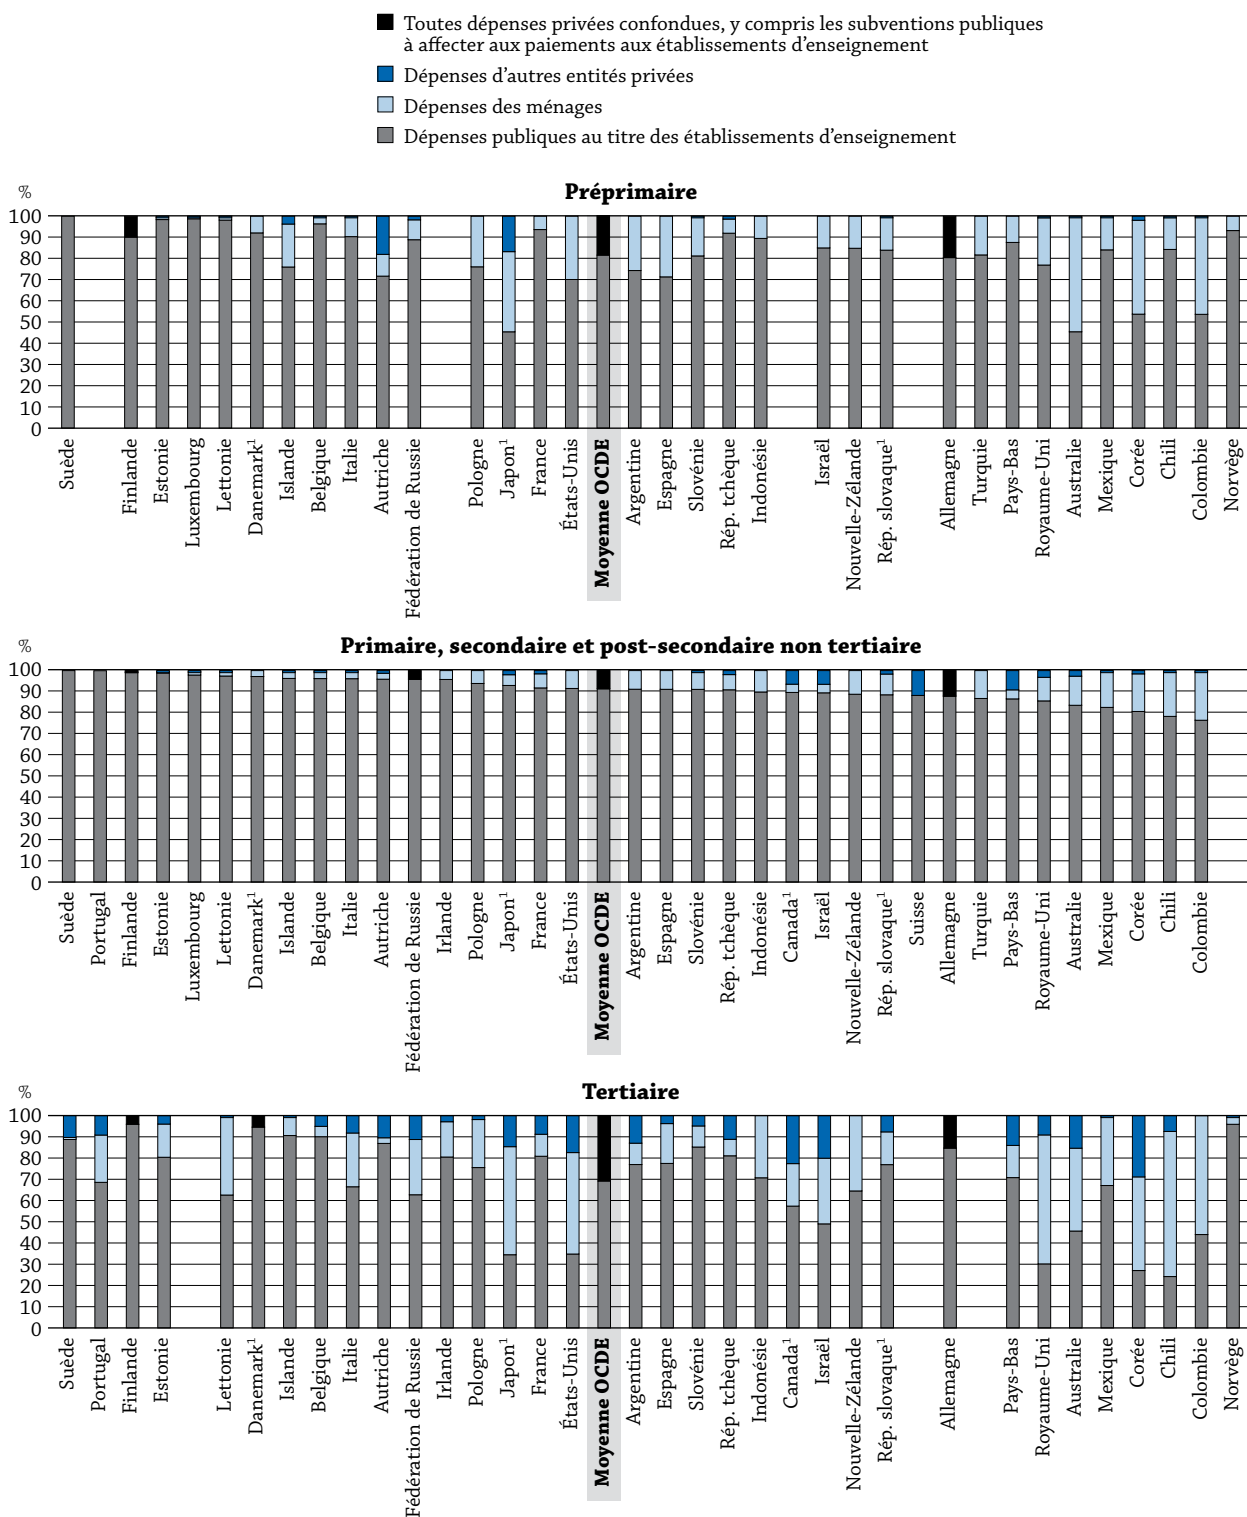 Toutes dépenses privées confondues, y compris les subventions publiques
à affecter aux paiements aux établissements d’enseignement
Dépenses d’autres entités privées
Dépenses des ménages
Dépenses publiques au titre des établissements d’enseignement
Préprimaire
%
100
90
80
70
60
50
40
30
20
10
0
Suède
Finlande
Estonie
Luxembourg
Lettonie
Danemark¹
Islande
Belgique
Italie
Autriche
Fédération de Russie
Pologne
Japon¹
France
États-Unis
Moyenne OCDE
Argentine
Espagne
Slovénie
Rép. tchèque
Indonésie
Israël
Nouvelle-Zélande
Rép. slovaque¹
Allemagne
Turquie
Pays-Bas
Royaume-Uni
Australie
Mexique
Corée
Chili
Colombie
Norvège
Primaire, secondaire et post-secondaire non tertiaire
%
100
90
80
70
60
50
40
30
20
10
0
Suède
Portugal
Finlande
Estonie
Luxembourg
Lettonie
Danemark¹
Islande
Belgique
Italie
Autriche
Fédération de Russie
Irlande
Pologne
Japon¹
France
États-Unis
Moyenne OCDE
Argentine
Espagne
Slovénie
Rép. tchèque
Indonésie
Canada¹
Israël
Nouvelle-Zélande
Rép. slovaque¹
Suisse
Allemagne
Turquie
Pays-Bas
Royaume-Uni
Australie
Mexique
Corée
Chili
Colombie
Tertiaire
%
100
90
80
70
60
50
40
30
20
10
0
Suède
Portugal
Finlande
Estonie
Lettonie
Danemark¹
Islande
Belgique
Italie
Autriche
Fédération de Russie
Irlande
Pologne
Japon¹
France
États-Unis
Moyenne OCDE
Argentine
Espagne
Slovénie
Rép. tchèque
Indonésie
Canada¹
Israël
Nouvelle-Zélande
Rép. slovaque¹
Allemagne
Pays-Bas
Royaume-Uni
Australie
Mexique
Corée
Chili
Colombie
Norvège